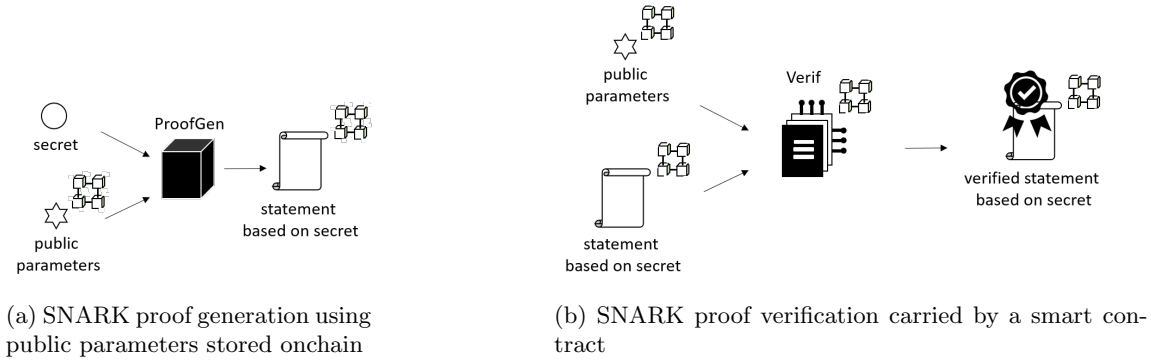 secret
ProofGen
public
parameters
statement
based on secret
(a) SNARK proof generation using
public parameters stored onchain
public
parameters
Verif
statement
based on secret
verified statement
based on secret
(b) SNARK proof verification carried by a smart con-
tract